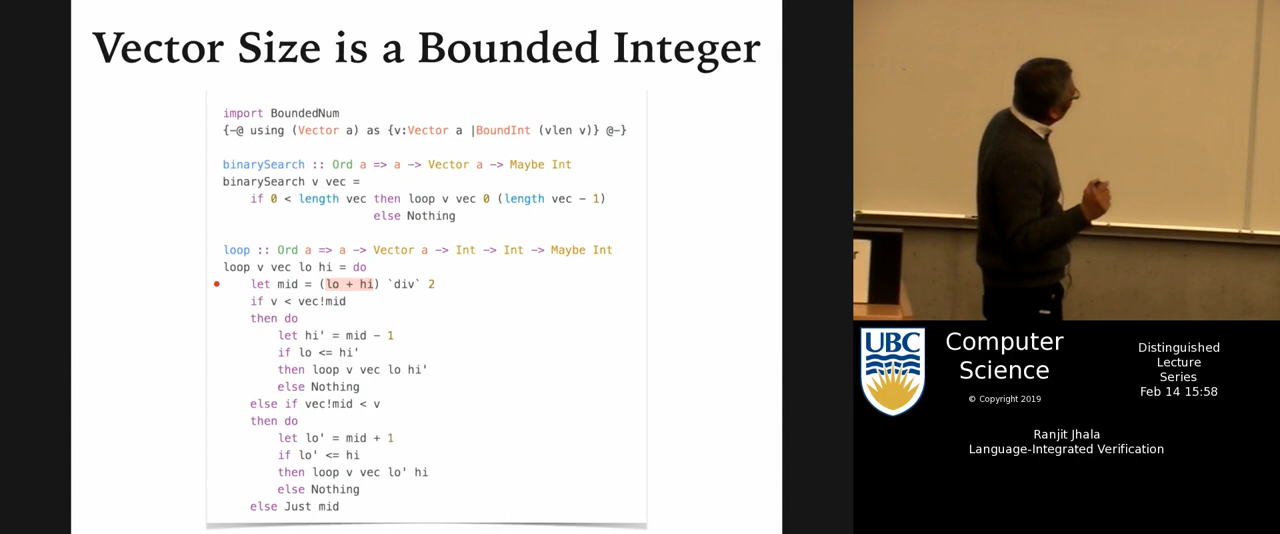 Vector Size is a Bounded Integer
import BoundedNum
{-@ using (Vector a) as {v:Vector a |BoundInt (vlen v)} @-}
binarySearch :: Ord a => a -> Vector a -> Maybe Int
binarySearch v vec =
if 0 < length vec then loop v vec 0 (length vec - 1)
else Nothing
loop :: Ord a => a -> Vector a -> Int -> Int -> Maybe Int
loop v vec lo hi = do
let mid = (lo + hi) `div` 2
if v < vec!mid
then do
let hi' = mid - 1
if lo <= hi'
then loop v vec lo hi'
else Nothing
else if vec!mid < v
then do
let lo' = mid + 1
if lo' <= hi
then loop v vec lo' hi
else Nothing
else Just mid
UBC
Computer
Science
© Copyright 2019
Distinguished
Lecture
Series
Feb 14 15:58
Ranjit Jhala
Language-Integrated Verification